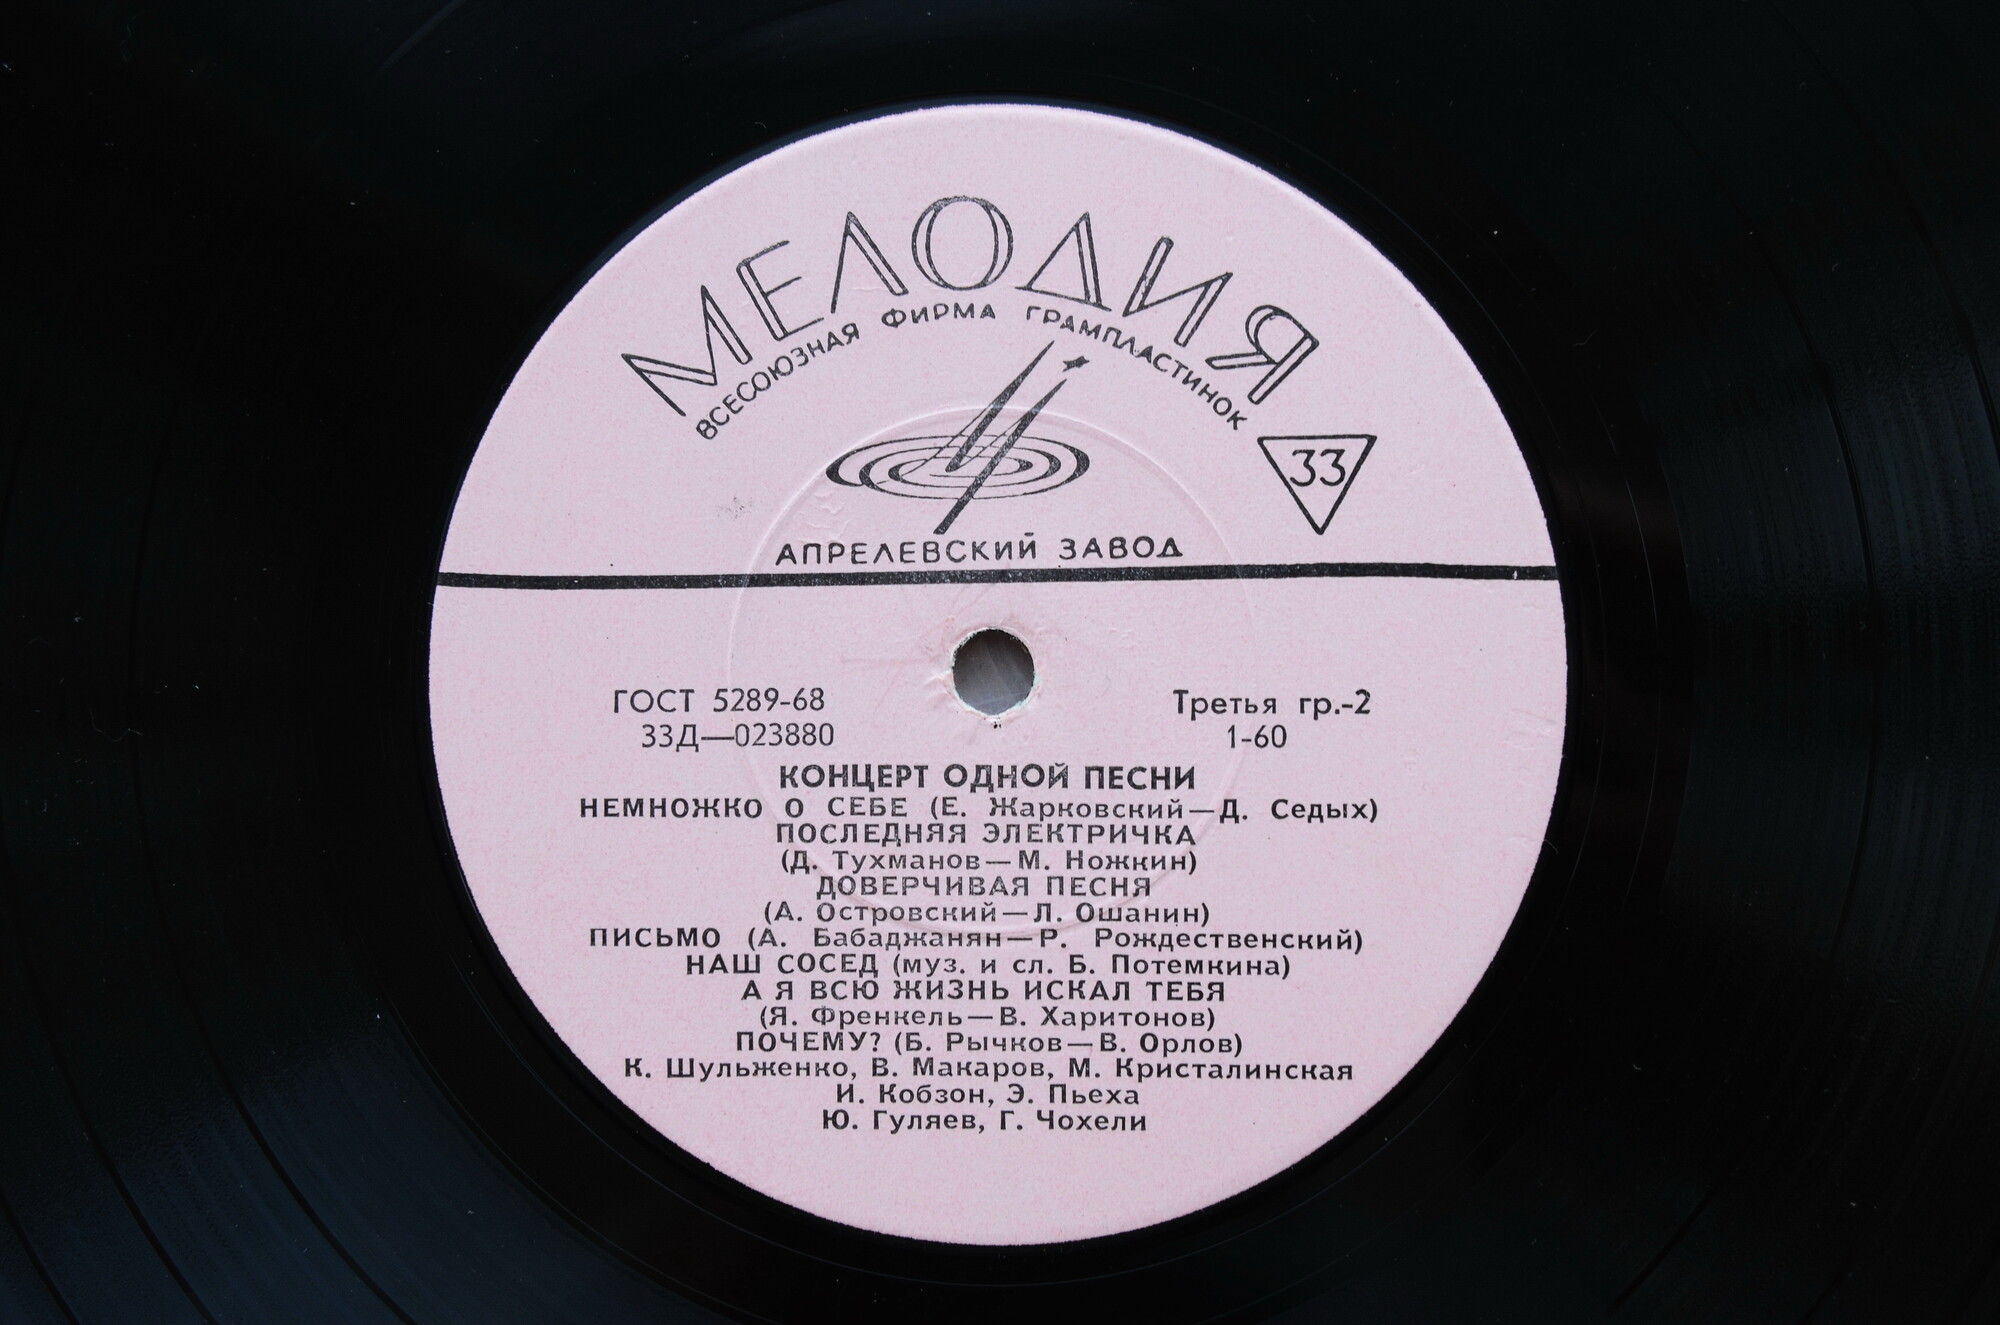 МЕЛОДИЯ
ВСЕСОЮЗНАЯ ФИРМА ГРАМПЛАСТИНОК
33
АПРЕЛЕВСКИЙ ЗАВОД
ГОСТ 5289-68 Третья гр.-2
33Д—023880 1-60
КОНЦЕРТ ОДНОЙ ПЕСНИ
НЕМНОЖКО О СЕБЕ (Е. Жарковский—Д. Седых)
ПОСЛЕДНЯЯ ЭЛЕКТРИЧКА
(Д. Тухманов—М. Ножкин)
ДОВЕРЧИВАЯ ПЕСНЯ
(А. Островский—Л. Ошанин)
ПИСЬМО (А. Бабаджанян—Р. Рождественский)
НАШ СОСЕД (муз. и сл. Б. Потемкина)
А Я ВСЮ ЖИЗНЬ ИСКАЛ ТЕБЯ
(Я. Френкель—В. Харитонов)
ПОЧЕМУ? (Б. Рычков—В. Орлов)
К. Шульженко, В. Макаров, М. Кристалинская
И. Кобзон, Э. Пьеха
Ю. Гуляев, Г. Чохели